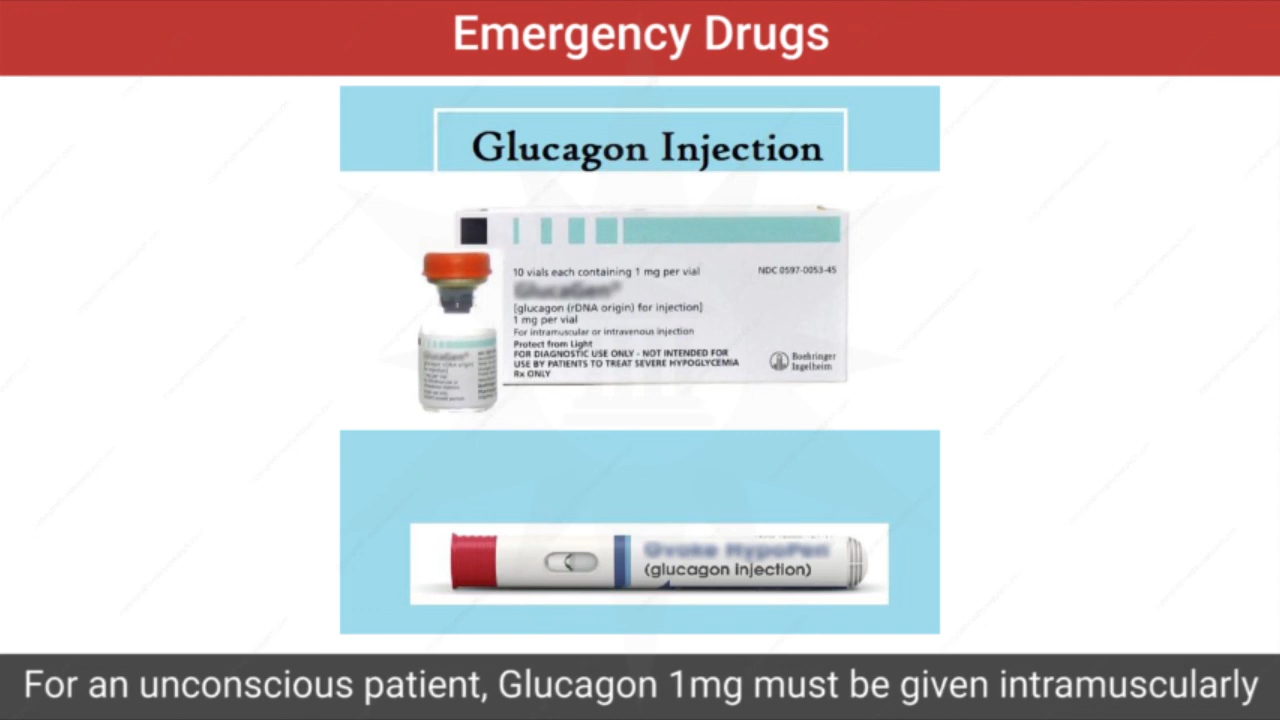 Emergency Drugs
Glucagon Injection
10 vials each containing 1 mg per vial
NDC 0597-0053-45
GlucaGen®
[glucagon (rDNA origin) for injection]
1 mg per vial
For intramuscular or intravenous injection
Protect from Light
FOR DIAGNOSTIC USE ONLY - NOT INTENDED FOR
USE BY PATIENTS TO TREAT SEVERE HYPOGLYCEMIA
Rx ONLY
Boehringer
Ingelheim
Gvoke HypoPen
(glucagon injection)
For an unconscious patient, Glucagon 1mg must be given intramuscularly